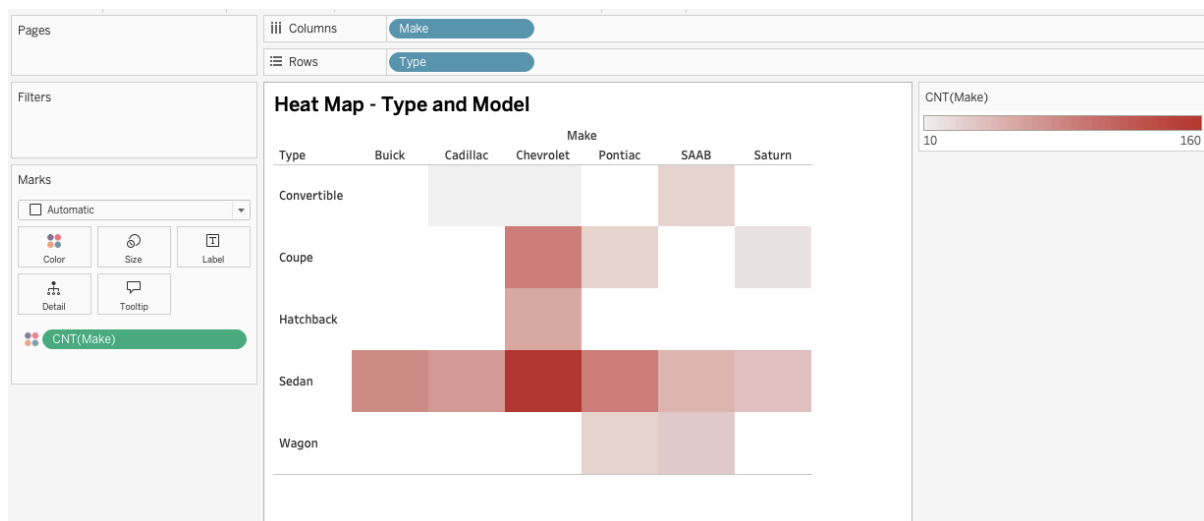 Pages
Columns
Make
Rows
Type
Filters
Marks
Automatic
Color
Size
Label
Detail
Tooltip
CNT(Make)
Heat Map - Type and Model
Make
Type Buick Cadillac Chevrolet Pontiac SAAB Saturn
Convertible
Coupe
Hatchback
Sedan
Wagon
CNT(Make)
10 160